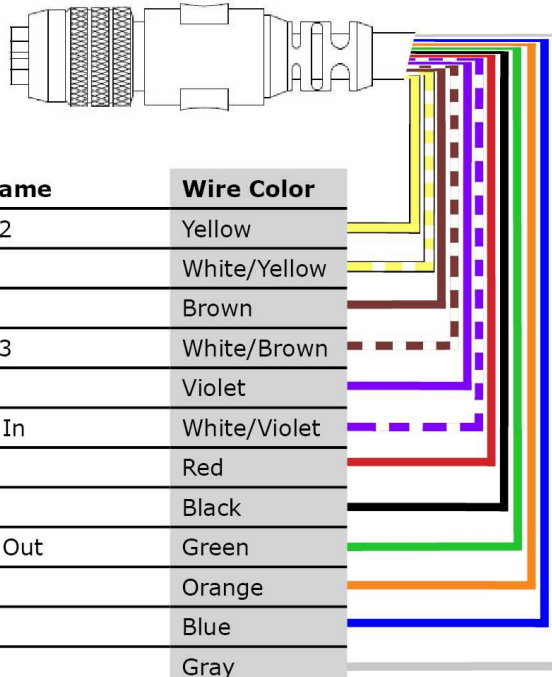 ame Wire Color
2 Yellow
White/Yellow
Brown
3 White/Brown
Violet
In White/Violet
Red
Black
Out Green
Orange
Blue
Gray